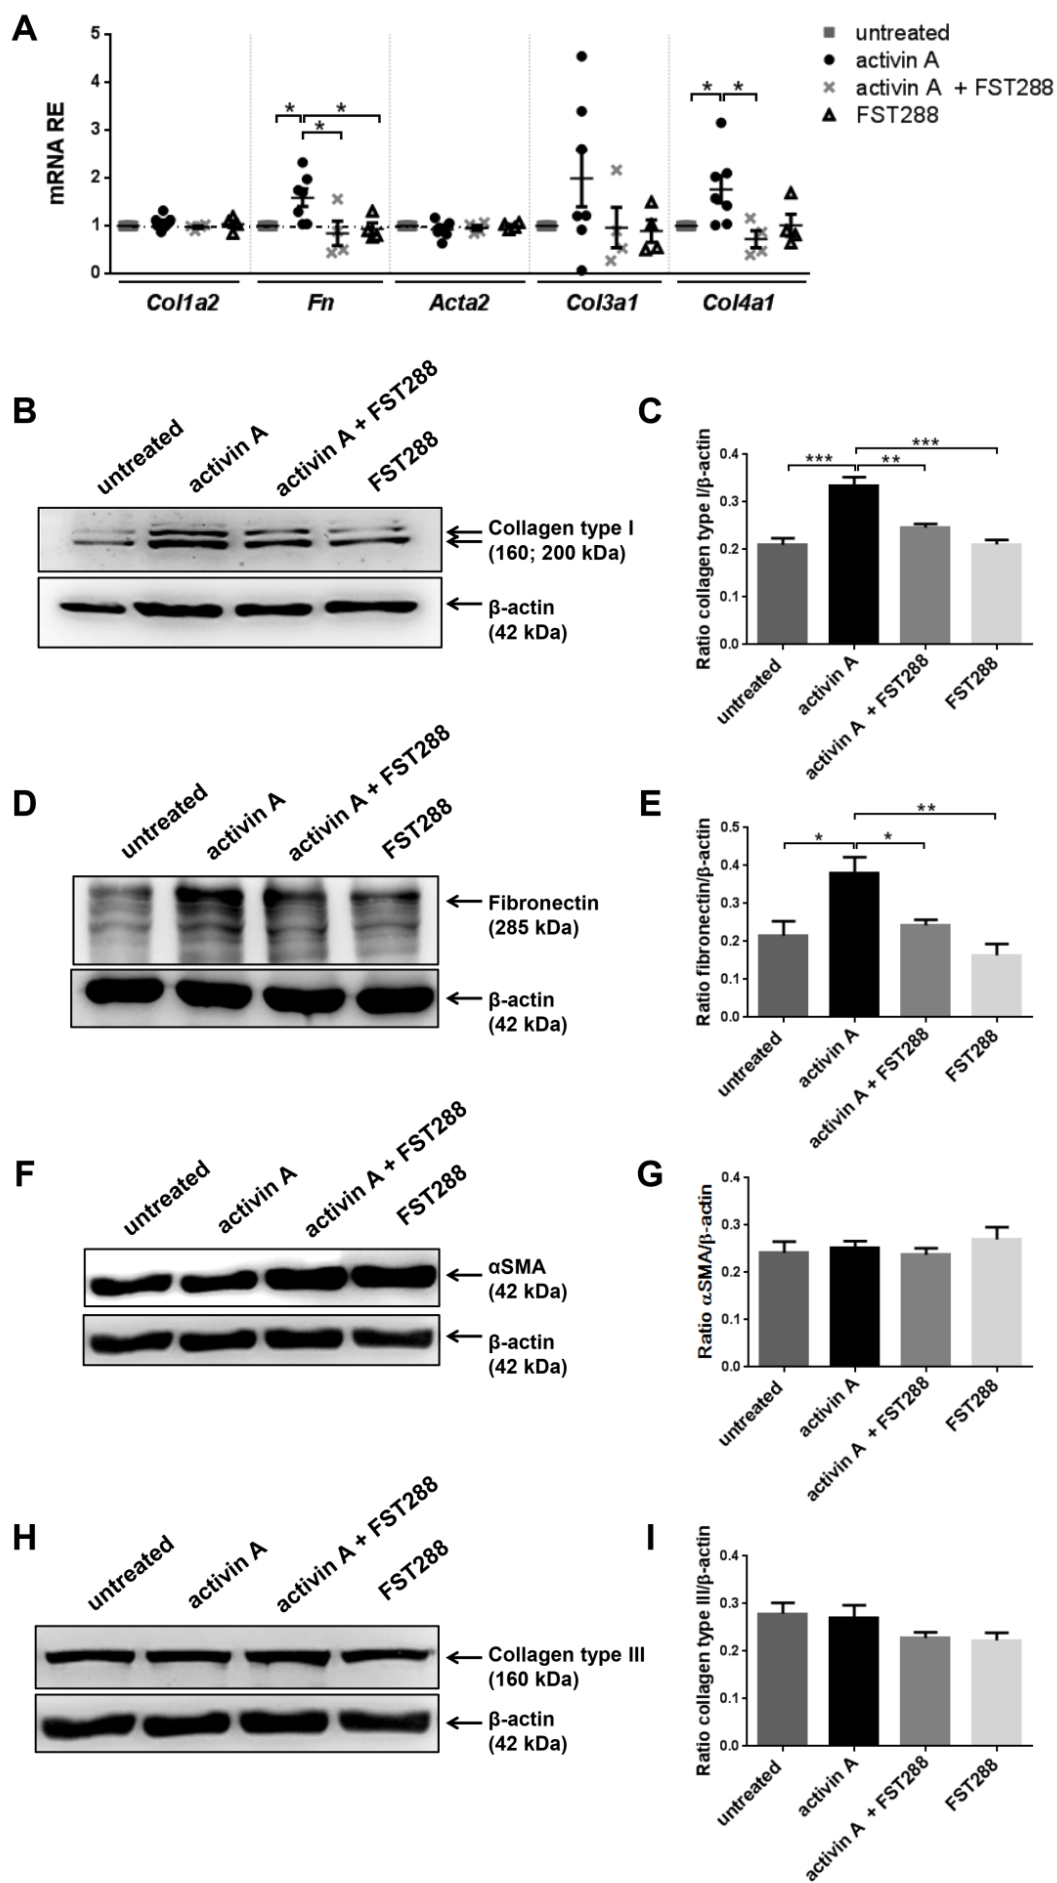 A
5
4
3
2
1
0
mRNA RE
* *
*
* *
untreated
activin A
activin A + FST288
FST288
Col1a2 Fn Acta2 Col3a1 Col4a1
B
untreated activin A activin A + FST288 FST288
Collagen type I
(160; 200 kDa)
β-actin
(42 kDa)
C
Ratio collagen type I/β-actin
0.4
0.3
0.2
0.1
0.0
***
*** **
untreated activin A activin A + FST288 FST288
D
untreated activin A activin A + FST288 FST288
Fibronectin
(285 kDa)
β-actin
(42 kDa)
E
Ratio fibronectin/β-actin
0.5
0.4
0.3
0.2
0.1
0.0
**
* *
untreated activin A activin A + FST288 FST288
F
untreated activin A activin A + FST288 FST288
αSMA
(42 kDa)
β-actin
(42 kDa)
G
Ratio αSMA/β-actin
0.4
0.3
0.2
0.1
0.0
untreated activin A activin A + FST288 FST288
H
untreated activin A activin A + FST288 FST288
Collagen type III
(160 kDa)
β-actin
(42 kDa)
I
Ratio collagen type III/β-actin
0.4
0.3
0.2
0.1
0.0
untreated activin A activin A + FST288 FST288